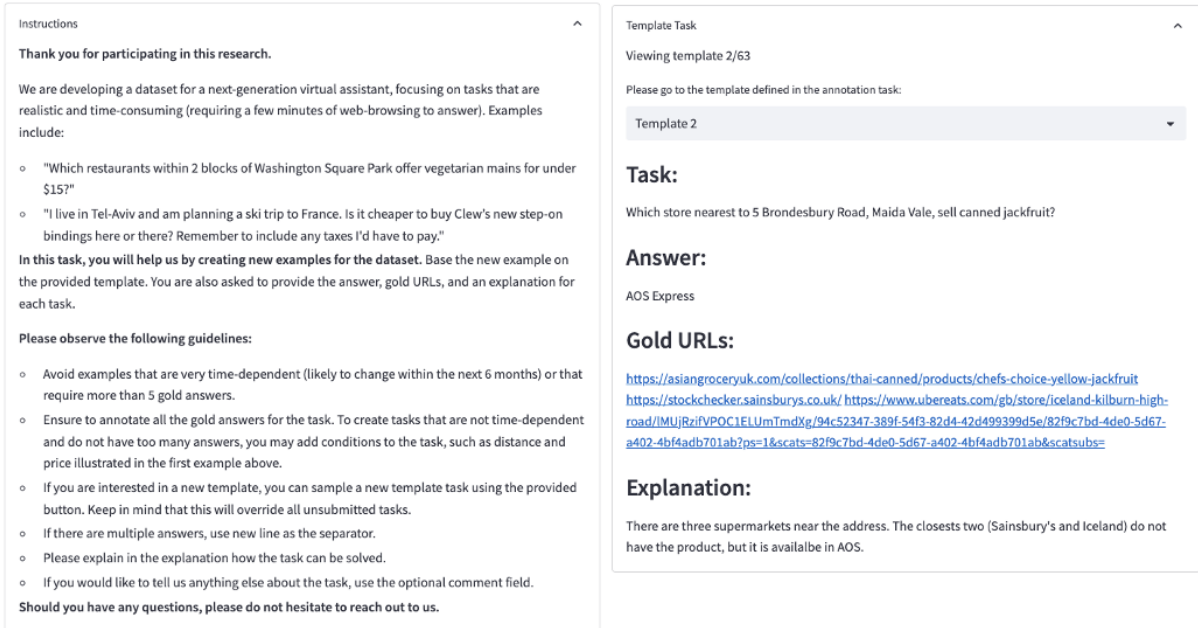 Instructions
Thank you for participating in this research.
We are developing a dataset for a next-generation virtual assistant, focusing on tasks that are
realistic and time-consuming (requiring a few minutes of web-browsing to answer). Examples
include:
"Which restaurants within 2 blocks of Washington Square Park offer vegetarian mains for under
$15?"
"I live in Tel-Aviv and am planning a ski trip to France. Is it cheaper to buy Clew's new step-on
bindings here or there? Remember to include any taxes I'd have to pay."
In this task, you will help us by creating new examples for the dataset. Base the new example on
the provided template. You are also asked to provide the answer, gold URLs, and an explanation for
each task.
Please observe the following guidelines:
Avoid examples that are very time-dependent (likely to change within the next 6 months) or that
require more than 5 gold answers.
Ensure to annotate all the gold answers for the task. To create tasks that are not time-dependent
and do not have too many answers, you may add conditions to the task, such as distance and
price illustrated in the first example above.
If you are interested in a new template, you can sample a new template task using the provided
button. Keep in mind that this will override all unsubmitted tasks.
If there are multiple answers, use new line as the separator.
Please explain in the explanation how the task can be solved.
If you would like to tell us anything else about the task, use the optional comment field.
Should you have any questions, please do not hesitate to reach out to us.
Template Task
Viewing template 2/63
Please go to the template defined in the annotation task:
Template 2
Task:
Which store nearest to 5 Brondesbury Road, Maida Vale, sell canned jackfruit?
Answer:
AOS Express
Gold URLs:
https://asiangroceryuk.com/collections/thai-canned/products/chefs-choice-yellow-jackfruit
https://stockchecker.sainsburys.co.uk/ https://www.ubereats.com/gb/store/iceland-kilburn-high-
road/lMUjRzifVPOC1ELUmTmdXg/94c52347-389f-54f3-82d4-42d499399d5e/82f9c7bd-4de0-5d67-
a402-4bf4adb701ab?ps=1&scats=82f9c7bd-4de0-5d67-a402-4bf4adb701ab&scatsubs=
Explanation:
There are three supermarkets near the address. The closests two (Sainsbury's and Iceland) do not
have the product, but it is availalbe in AOS.